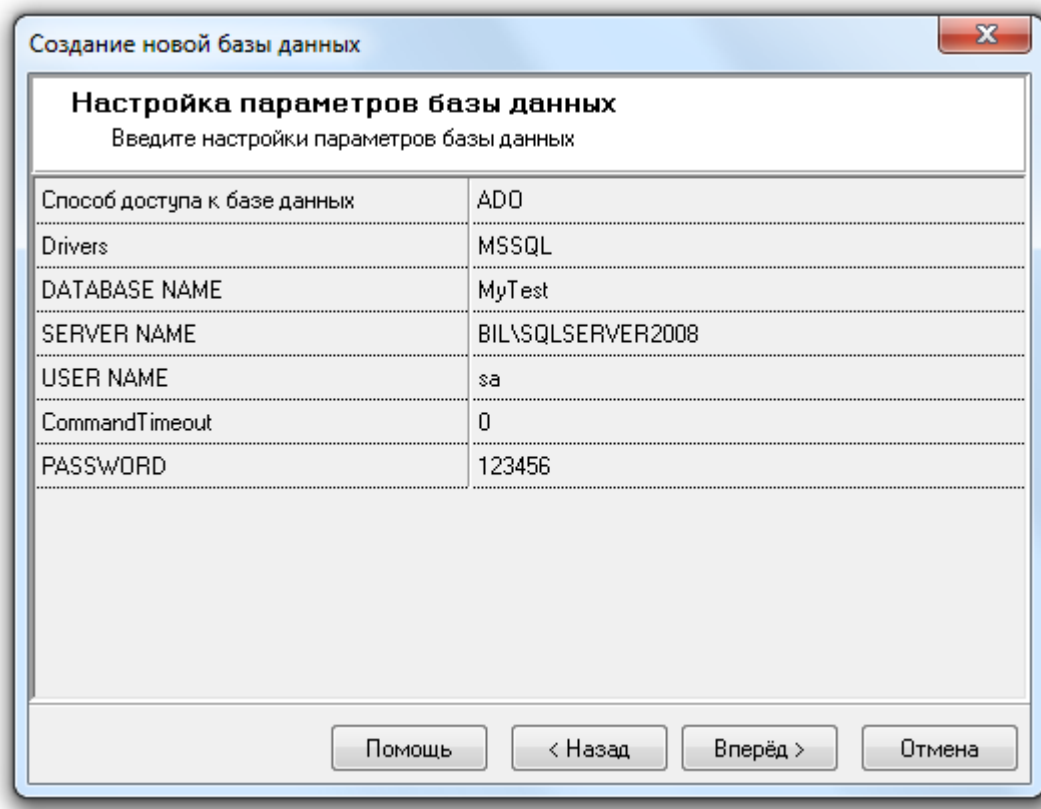 Создание новой базы данных
Настройка параметров базы данных
Введите настройки параметров базы данных
Способ доступа к базе данных ADO
Drivers MSSQL
DATABASE NAME MyTest
SERVER NAME BIL\SQLSERVER2008
USER NAME sa
CommandTimeout 0
PASSWORD 123456
Помощь < Назад Вперёд > Отмена